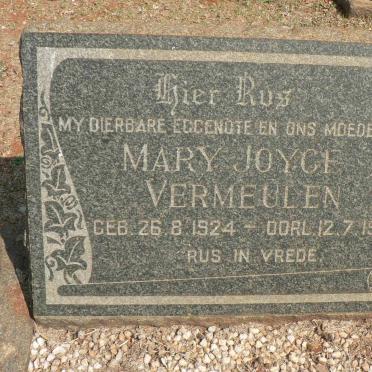 Hier Rus
MY DIERBARE EGGENOTE EN ONS MOEDE
MARY JOYCE
VERMEULEN
GEB. 26.8.1924 - OORL. 12.7.1
RUS IN VREDE.